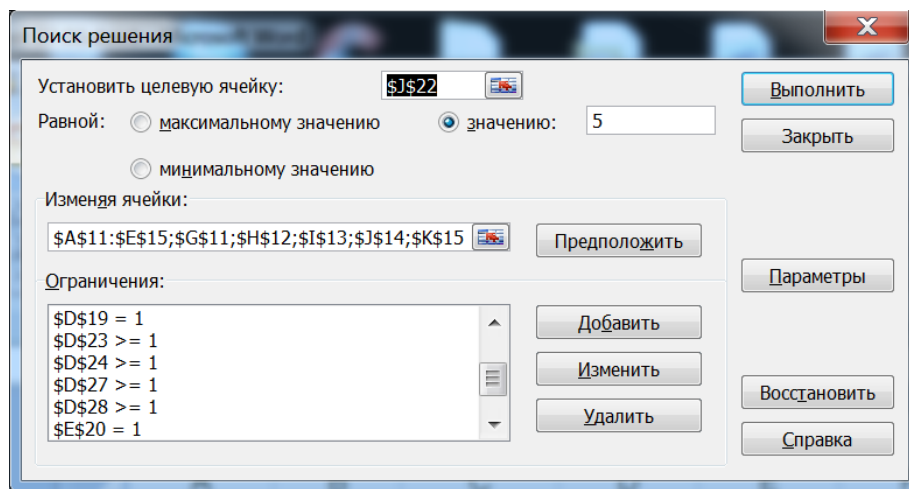 Поиск решения
Установить целевую ячейку: $J$22
Выполнить
Равной: максимальному значению значению: 5
Закрыть
минимальному значению
Изменяя ячейки:
$A$11:$E$15;$G$11;$H$12;$I$13;$J$14;$K$15
Предположить
Ограничения:
Параметры
$D$19 = 1
$D$23 >= 1
$D$24 >= 1
$D$27 >= 1
$D$28 >= 1
$E$20 = 1
Добавить
Изменить
Удалить
Восстановить
Справка